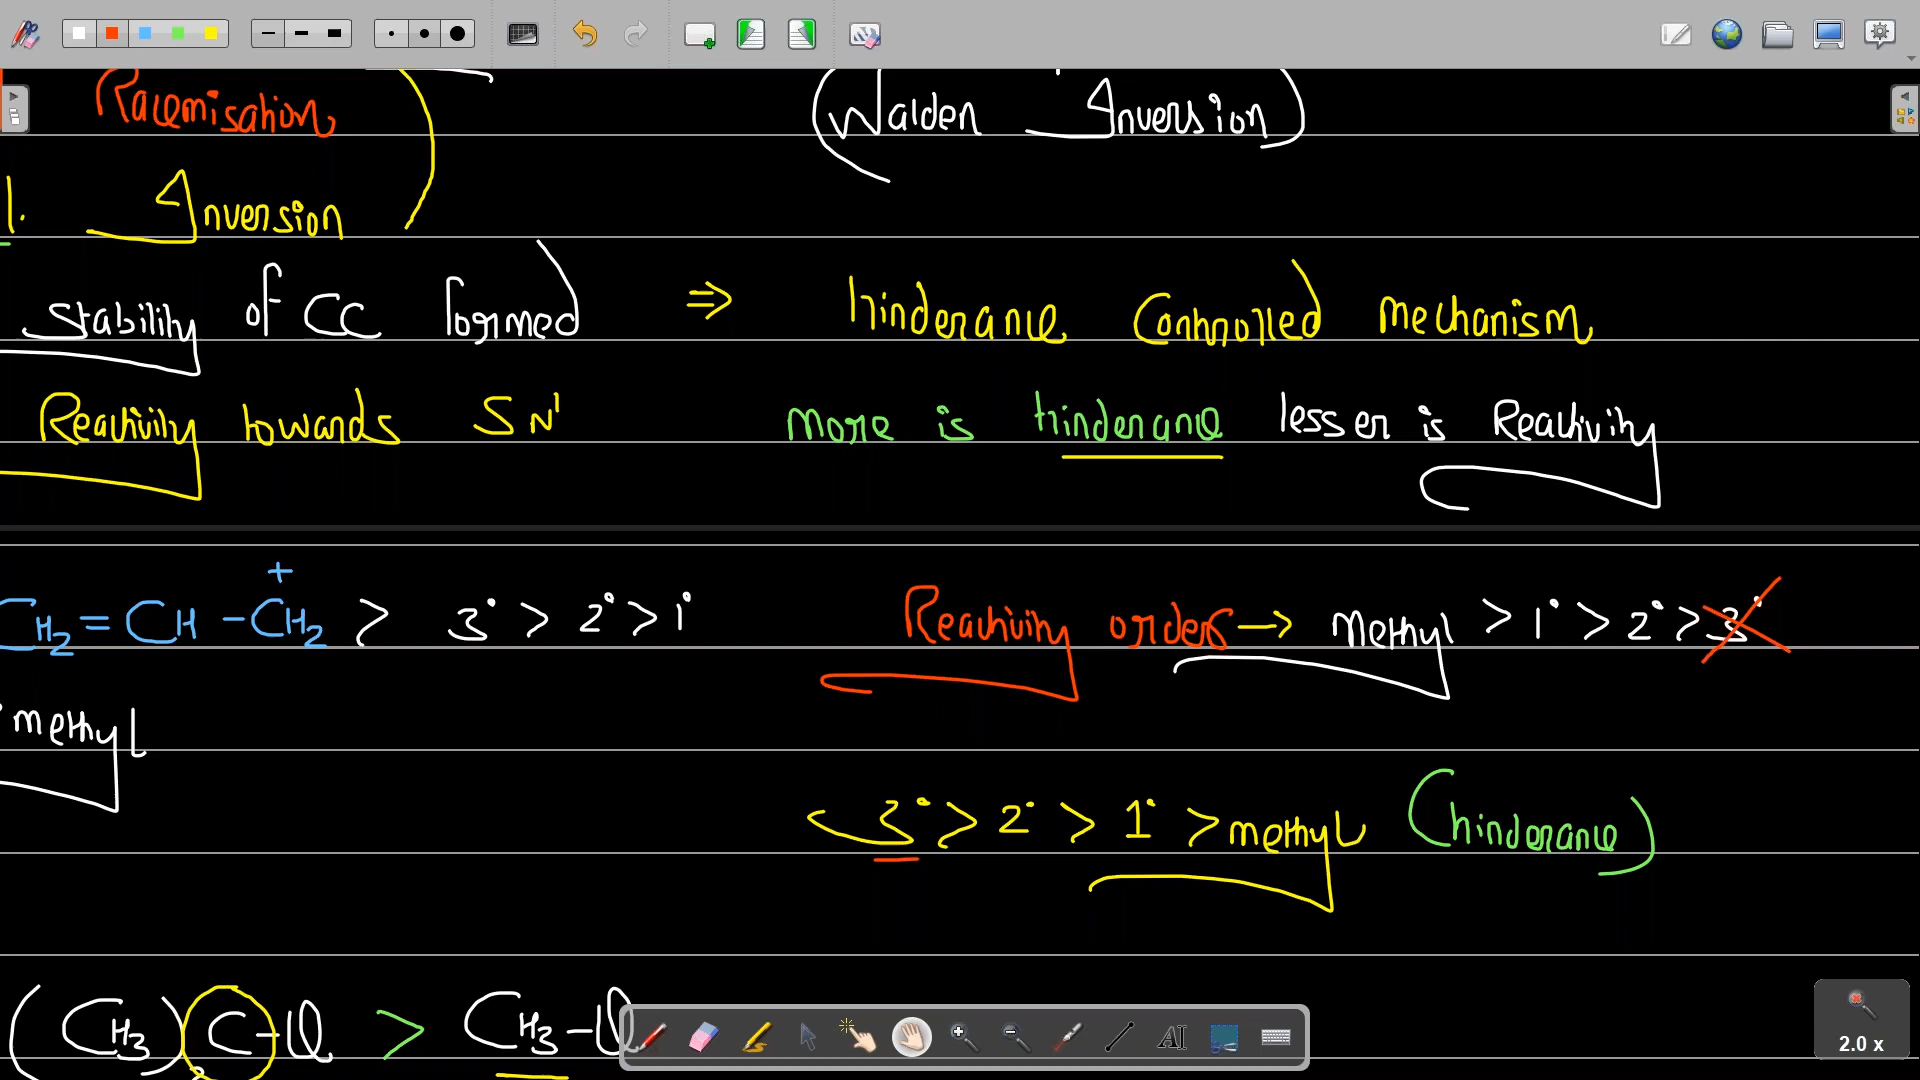 Racemisation
(Walden Inversion)
1. Inversion
Stability of CC formed) ⇒ hinderance Controlled mechanism
Reactivity towards SN¹
More is hinderance lesser is Reactivity
CH₂ = CH - CH₂⁺ > 3° > 2° > 1°
Reactivity orders → Methyl > 1° > 2° > 3°
methyl
3° > 2° > 1° > methyl (hinderance)
(CH₃)₃C-Cl > CH₃-Cl
2.0 x